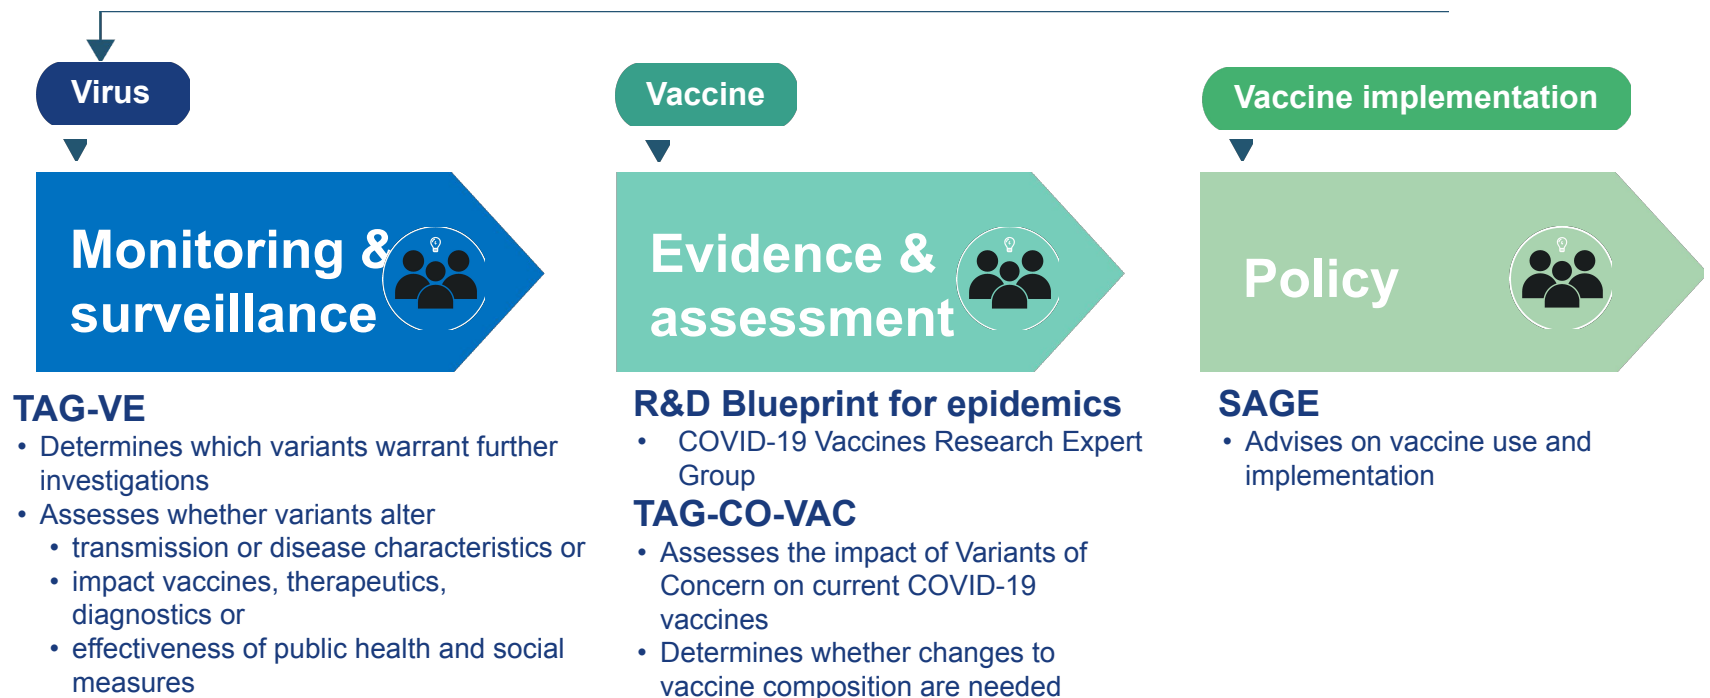 Virus
Vaccine
Vaccine implementation
Monitoring &
surveillance
Evidence &
assessment
Policy
TAG-VE
• Determines which variants warrant further
investigations
• Assesses whether variants alter
• transmission or disease characteristics or
• impact vaccines, therapeutics,
diagnostics or
• effectiveness of public health and social
measures
R&D Blueprint for epidemics
• COVID-19 Vaccines Research Expert
Group
TAG-CO-VAC
• Assesses the impact of Variants of
Concern on current COVID-19
vaccines
• Determines whether changes to
vaccine composition are needed
SAGE
• Advises on vaccine use and
implementation